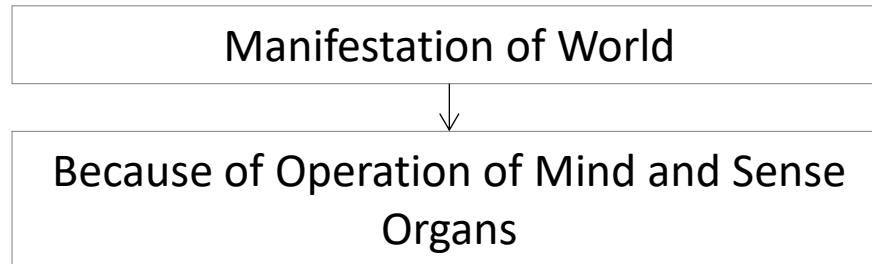 Manifestation of World
Because of Operation of Mind and Sense
Organs